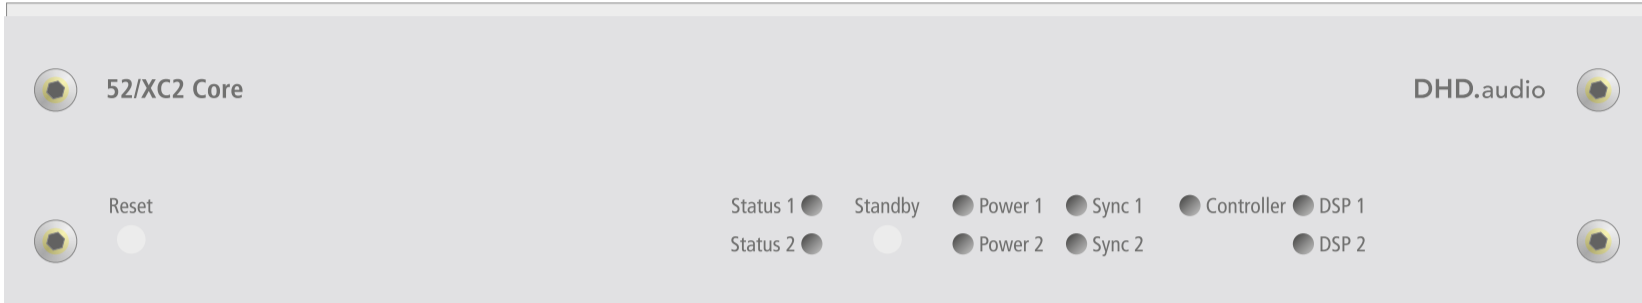 52/XC2 Core
DHD.audio
Reset
Status 1
Standby
Power 1
Sync 1
Controller
DSP 1
Status 2
Power 2
Sync 2
DSP 2